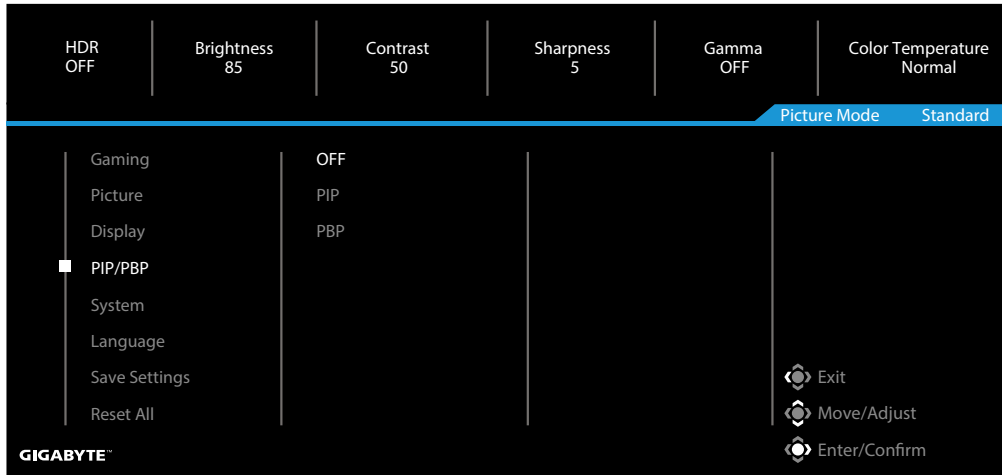 HDR
OFF
Brightness
85
Contrast
50
Sharpness
5
Gamma
OFF
Color Temperature
Normal
Picture Mode Standard
Gaming
Picture
Display
PIP/PBP
System
Language
Save Settings
Reset All
OFF
PIP
PBP
Exit
Move/Adjust
Enter/Confirm
GIGABYTE™